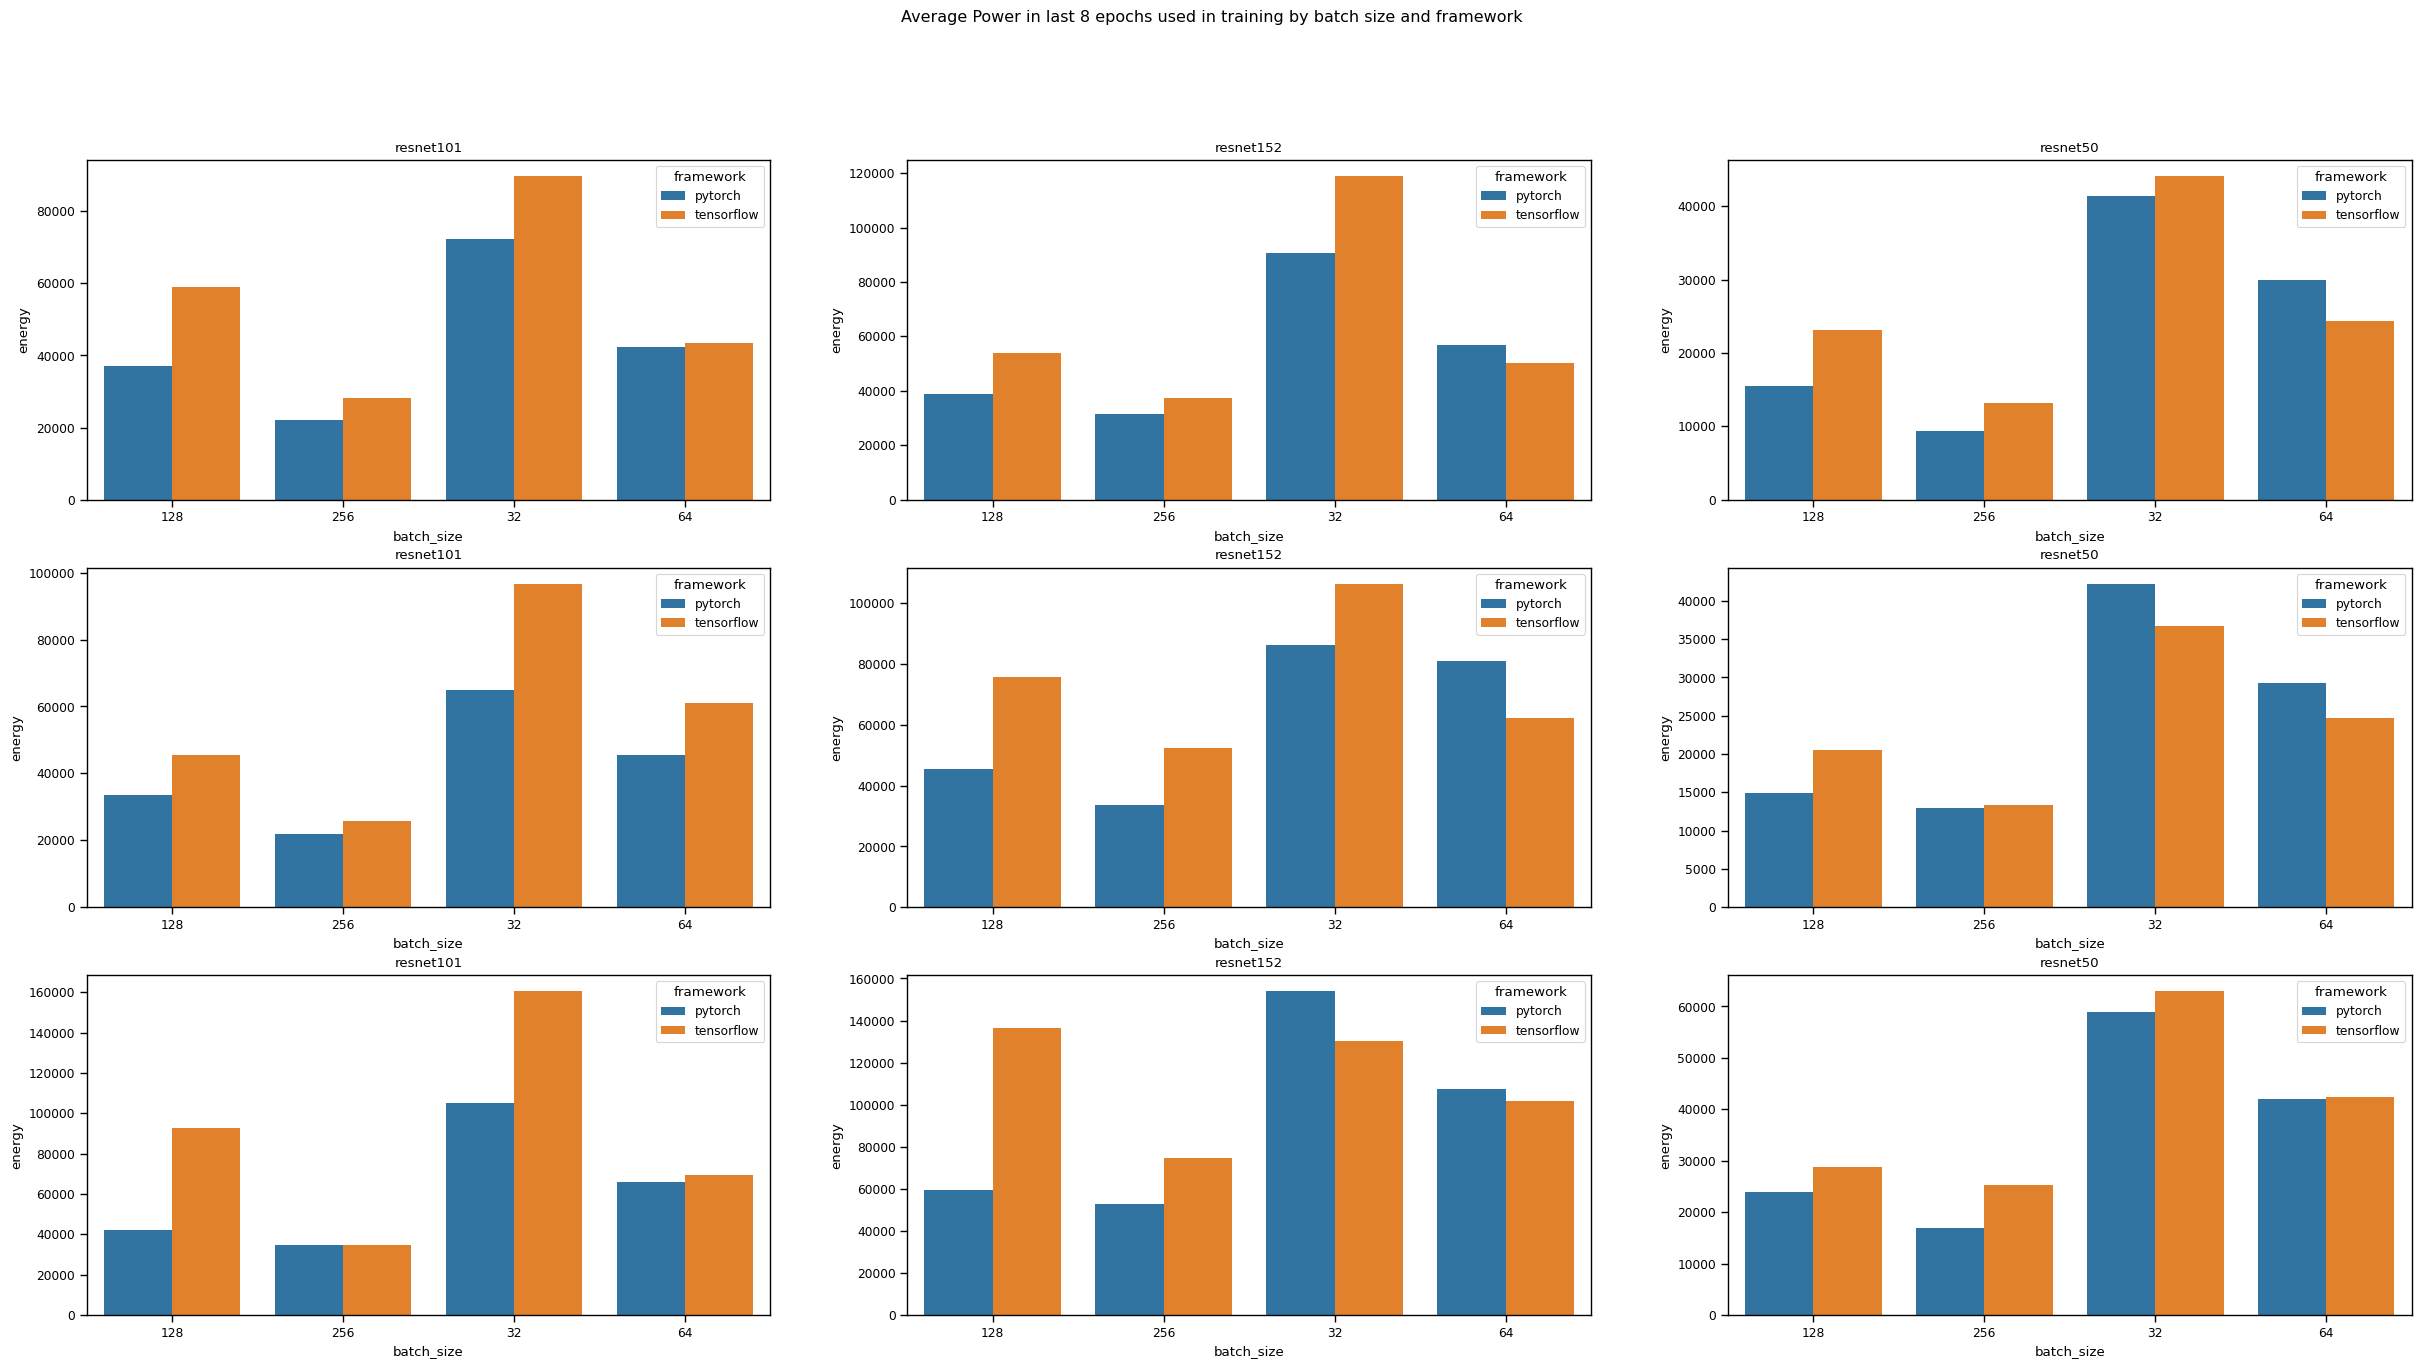 Average Power in last 8 epochs used in training by batch size and framework
resnet101
energy
80000
60000
40000
20000
0
128 256 32 64
batch_size
framework
pytorch
tensorflow
resnet152
energy
120000
100000
80000
60000
40000
20000
0
128 256 32 64
batch_size
framework
pytorch
tensorflow
resnet50
energy
40000
30000
20000
10000
0
128 256 32 64
batch_size
framework
pytorch
tensorflow
resnet101
energy
100000
80000
60000
40000
20000
0
128 256 32 64
batch_size
framework
pytorch
tensorflow
resnet152
energy
100000
80000
60000
40000
20000
0
128 256 32 64
batch_size
framework
pytorch
tensorflow
resnet50
energy
40000
35000
30000
25000
20000
15000
10000
5000
0
128 256 32 64
batch_size
framework
pytorch
tensorflow
resnet101
energy
160000
140000
120000
100000
80000
60000
40000
20000
0
128 256 32 64
batch_size
framework
pytorch
tensorflow
resnet152
energy
160000
140000
120000
100000
80000
60000
40000
20000
0
128 256 32 64
batch_size
framework
pytorch
tensorflow
resnet50
energy
60000
50000
40000
30000
20000
10000
0
128 256 32 64
batch_size
framework
pytorch
tensorflow